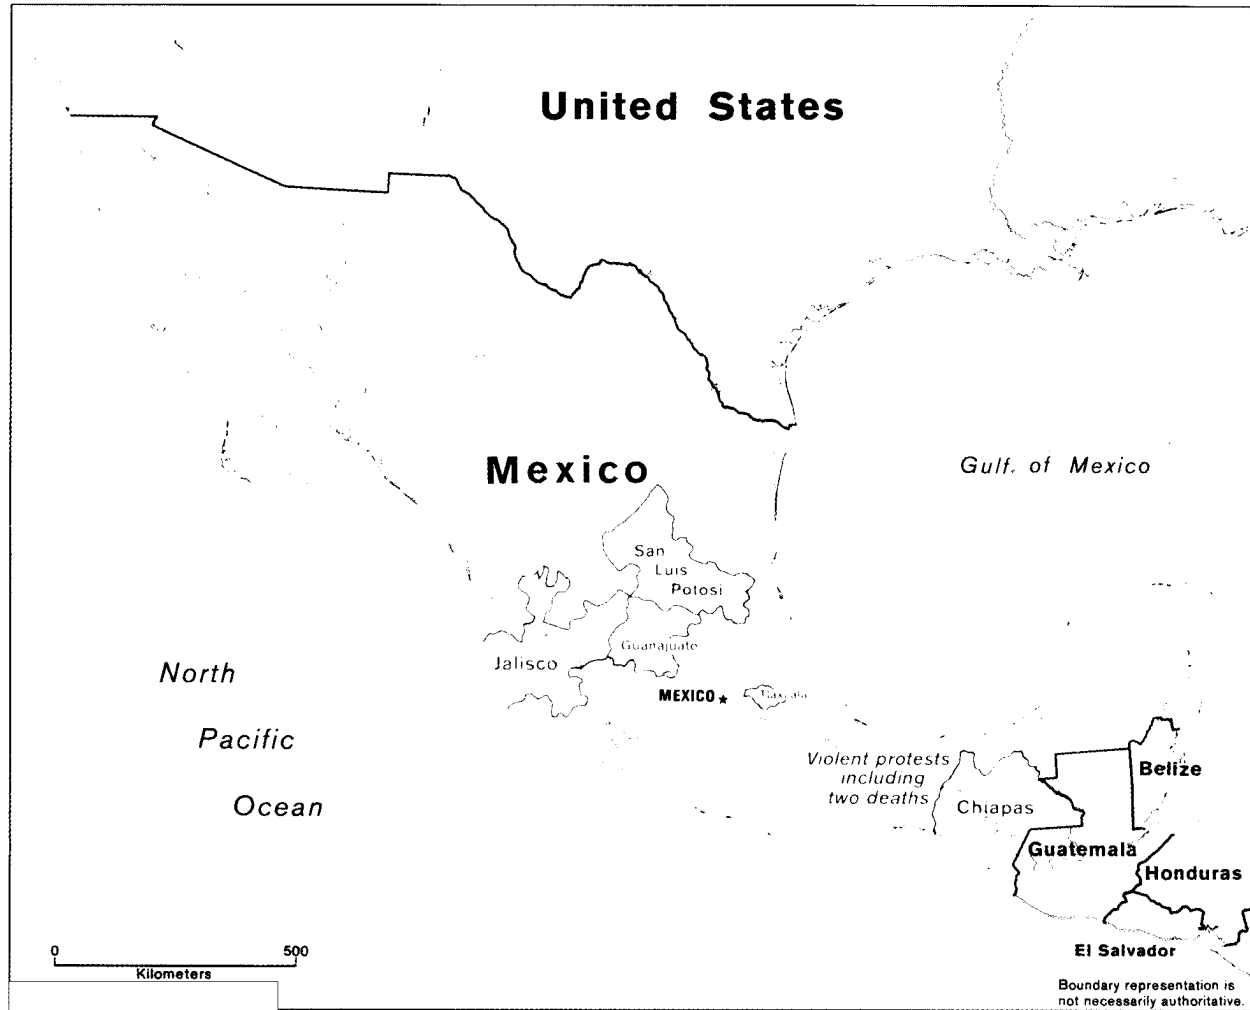 United States
Mexico
Gulf. of Mexico
San
Luis
Potosi
Guanajuato
Jalisco
MEXICO
Tlaxcala
North
Pacific
Ocean
Violent protests
including
two deaths
Chiapas
Belize
Guatemala
Honduras
El Salvador
0 500
Kilometers
Boundary representation is
not necessarily authoritative.